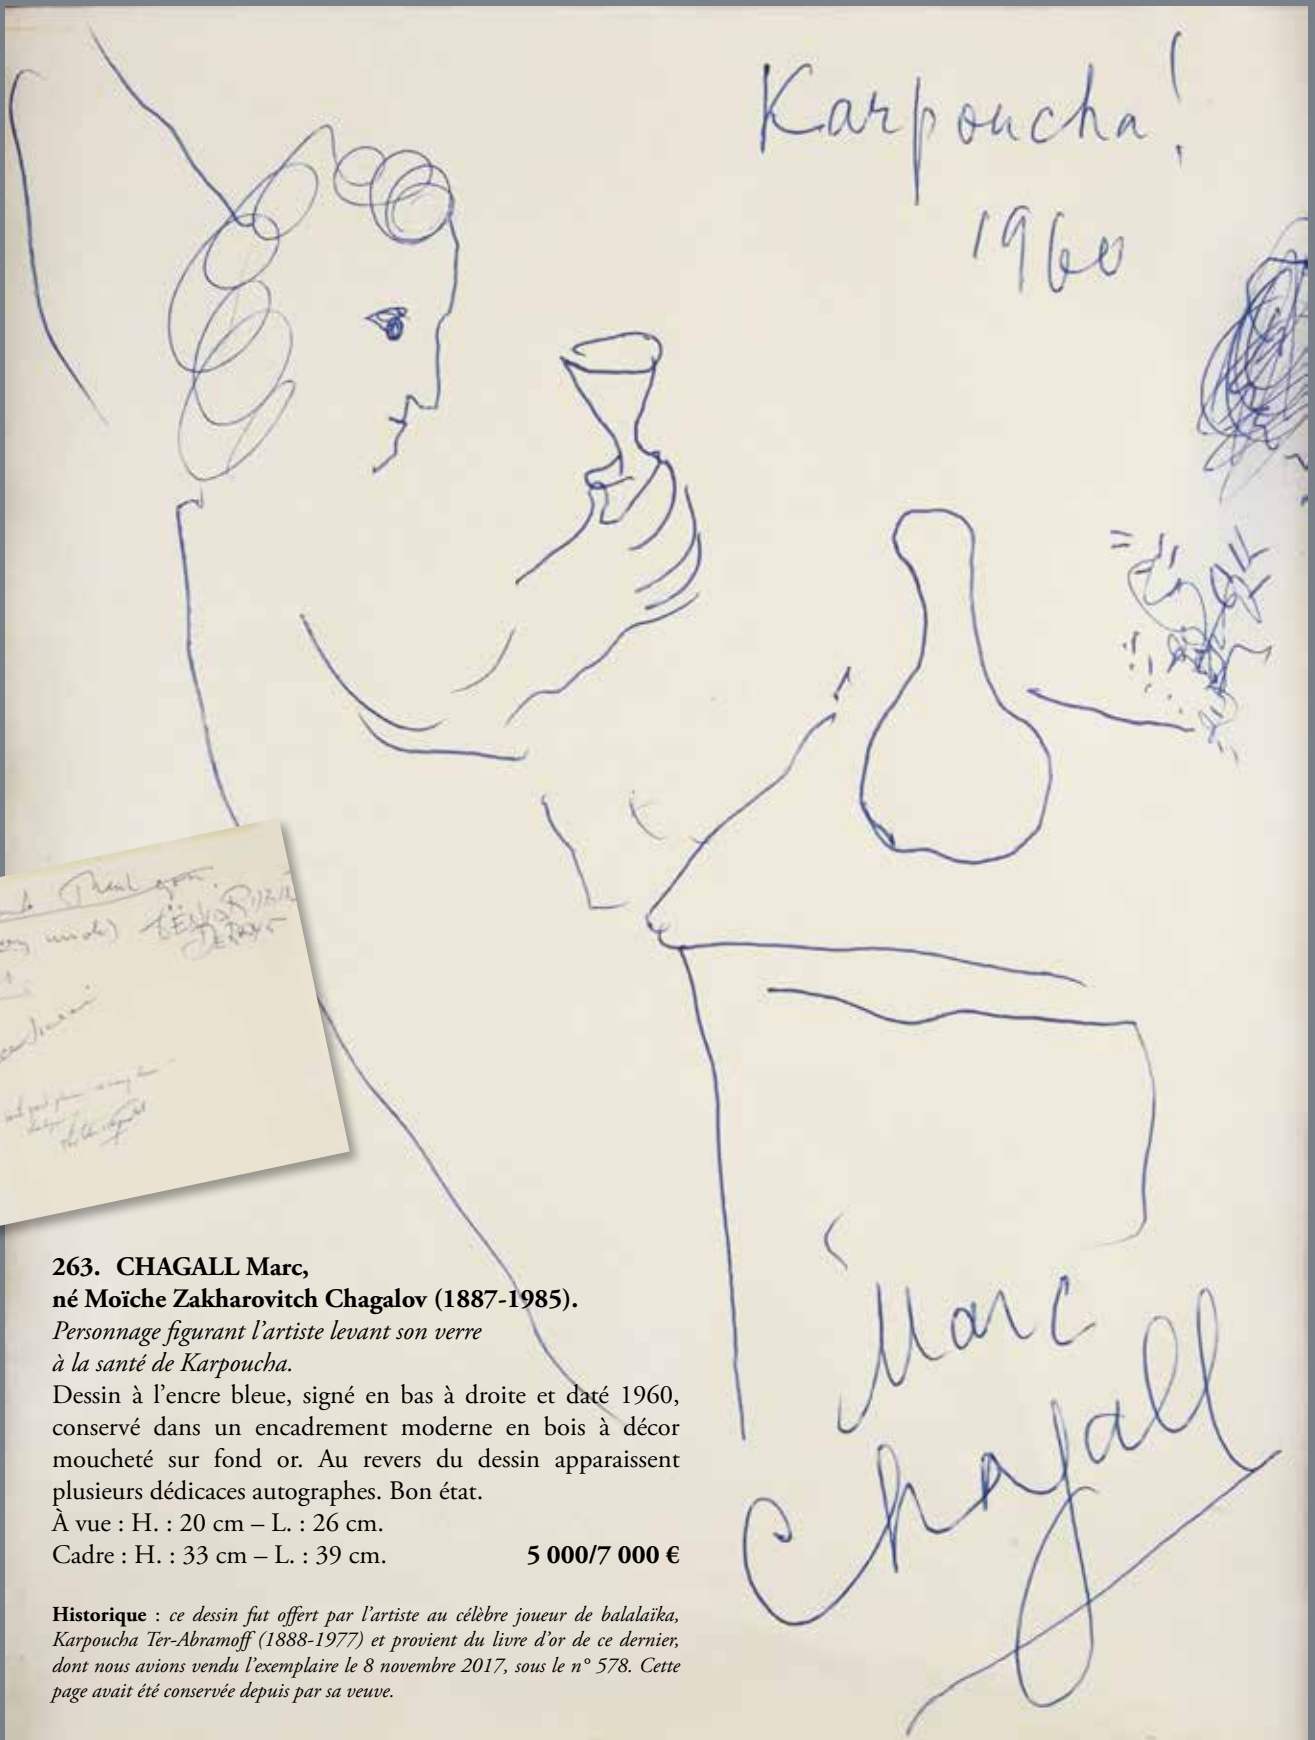 Karpoucha!
1960
DERAIN
Marc
Chagall
263. CHAGALL Marc,
né Moïche Zakharovitch Chagalov (1887-1985).
Personnage figurant l'artiste levant son verre
à la santé de Karpoucha.
Dessin à l'encre bleue, signé en bas à droite et daté 1960,
conservé dans un encadrement moderne en bois à décor
moucheté sur fond or. Au revers du dessin apparaissent
plusieurs dédicaces autographes. Bon état.
À vue : H. : 20 cm – L. : 26 cm.
Cadre : H. : 33 cm – L. : 39 cm. 5 000/7 000 €
Historique : ce dessin fut offert par l'artiste au célèbre joueur de balalaïka,
Karpoucha Ter-Abramoff (1888-1977) et provient du livre d'or de ce dernier,
dont nous avions vendu l'exemplaire le 8 novembre 2017, sous le n° 578. Cette
page avait été conservée depuis par sa veuve.